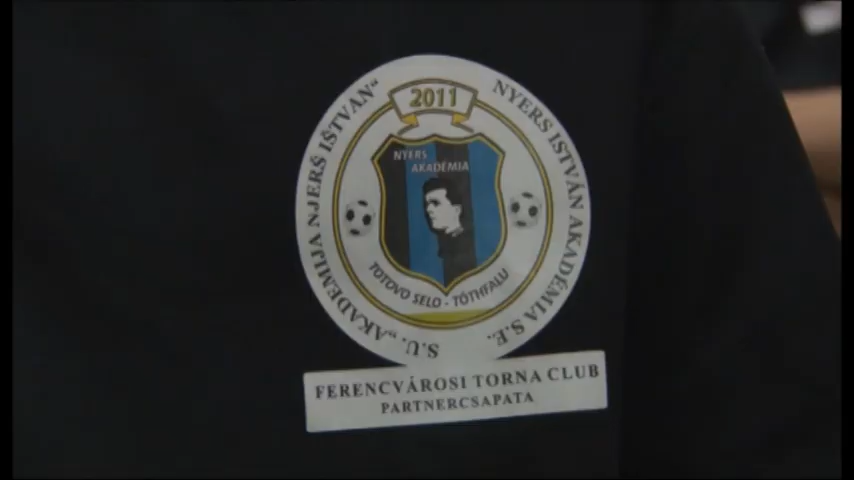 2011
NYERS ISTVÁN AKADÉMIA S.E.
S.U. „AKADEMIJA NJERŠ IŠTVAN“
NYERS
AKADÉMIA
TOTOVO SELO - TÓTHFALU
FERENCVÁROSI TORNA CLUB
PARTNERCSAPATA